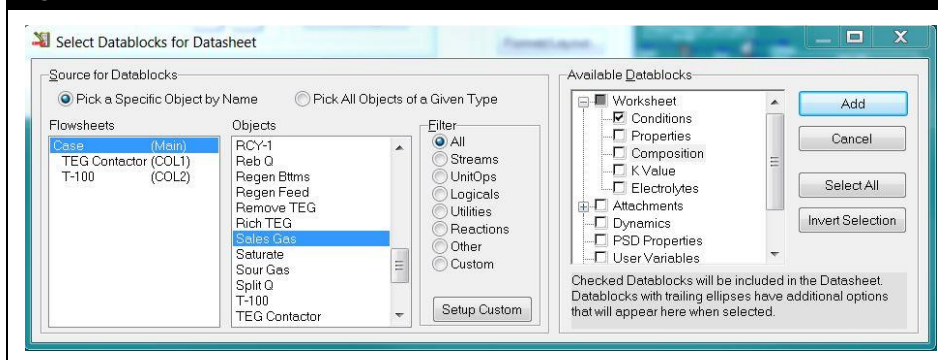 Select Datablocks for Datasheet
Source for Datablocks
Pick a Specific Object by Name
Pick All Objects of a Given Type
Flowsheets
Case (Main)
TEG Contactor (COL1)
T-100 (COL2)
Objects
RCY-1
Reb Q
Regen Bttms
Regen Feed
Remove TEG
Rich TEG
Sales Gas
Saturate
Sour Gas
Split Q
T-100
TEG Contactor
Filter
All
Streams
UnitOps
Logicals
Utilities
Reactions
Other
Custom
Setup Custom
Available Datablocks
Worksheet
Conditions
Properties
Composition
K Value
Electrolytes
Attachments
Dynamics
PSD Properties
User Variables
Checked Datablocks will be included in the Datasheet.
Datablocks with trailing ellipses have additional options
that will appear here when selected.
Add
Cancel
Select All
Invert Selection